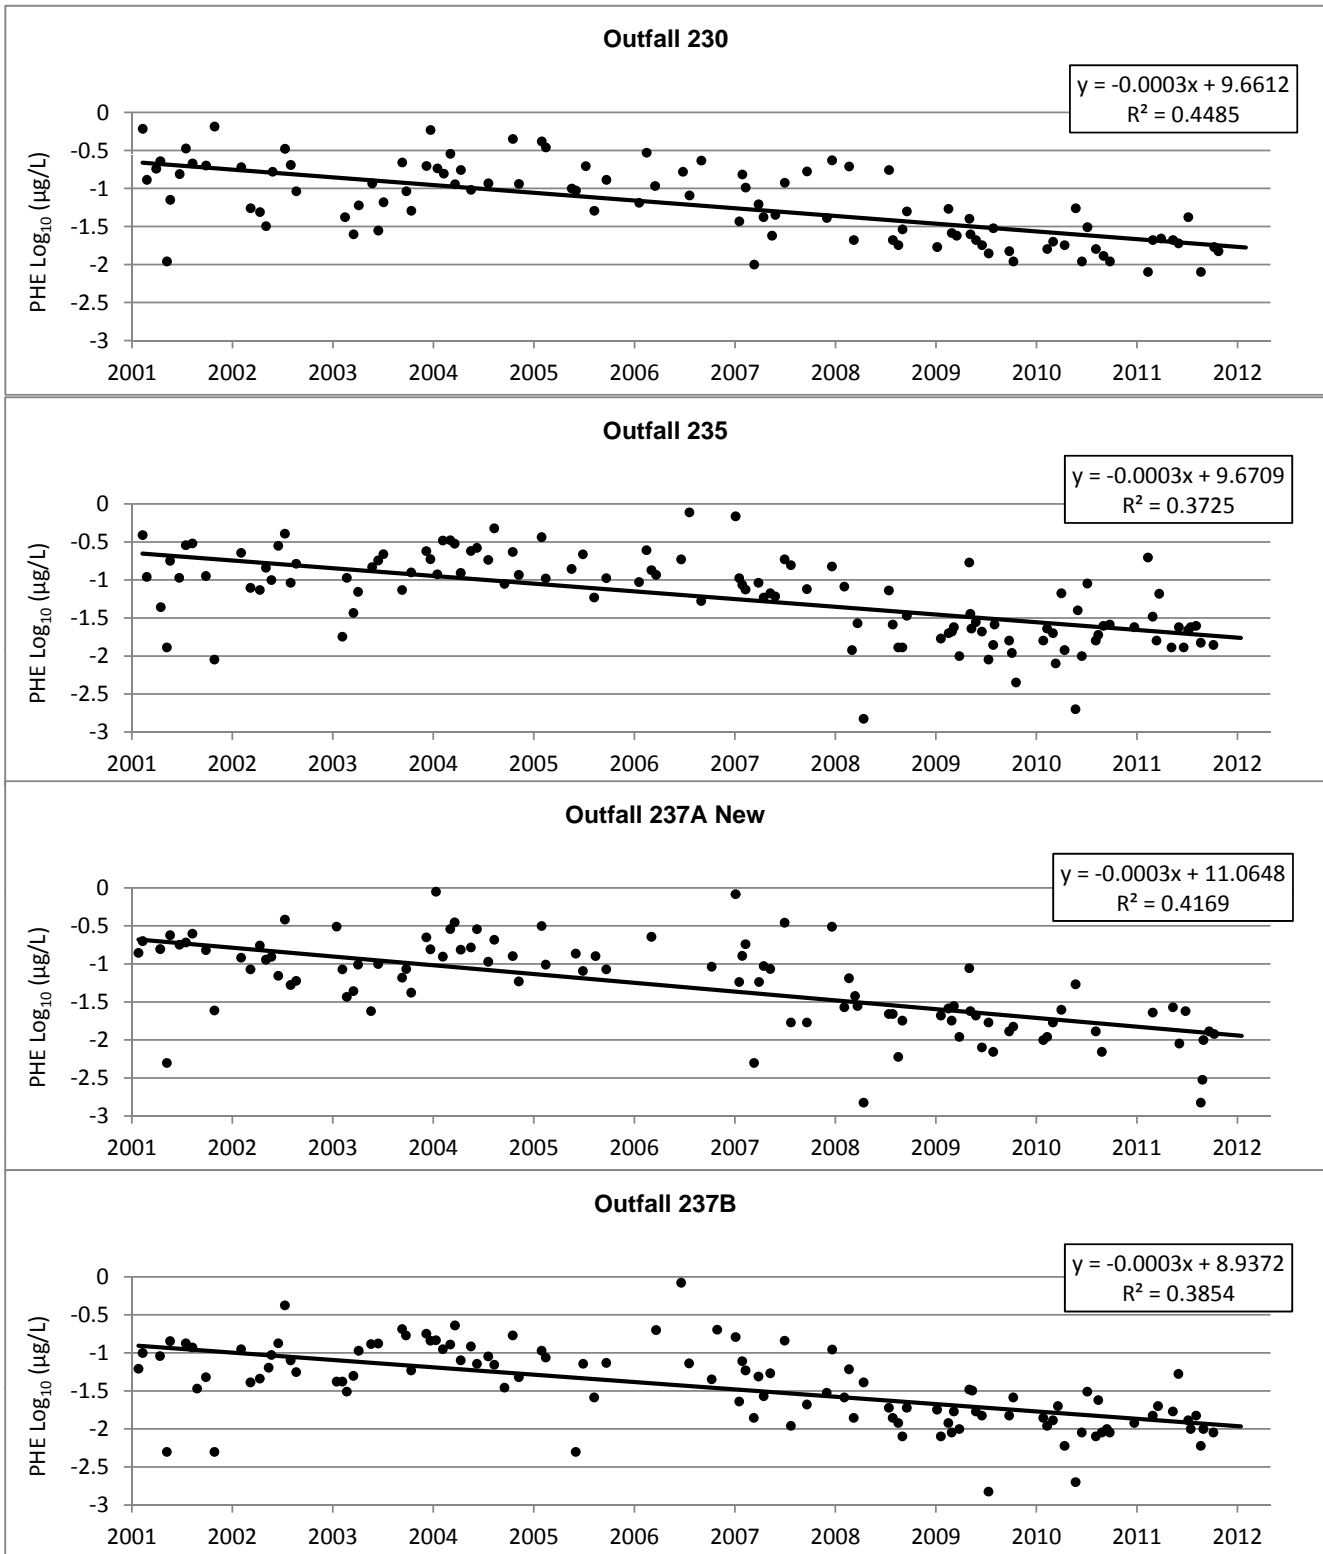 Outfall 230
y = -0.0003x + 9.6612
R² = 0.4485
PHE Log₁₀ (µg/L)
0
-0.5
-1
-1.5
-2
-2.5
-3
2001 2002 2003 2004 2005 2006 2007 2008 2009 2010 2011 2012
Outfall 235
y = -0.0003x + 9.6709
R² = 0.3725
PHE Log₁₀ (µg/L)
0
-0.5
-1
-1.5
-2
-2.5
-3
2001 2002 2003 2004 2005 2006 2007 2008 2009 2010 2011 2012
Outfall 237A New
y = -0.0003x + 11.0648
R² = 0.4169
PHE Log₁₀ (µg/L)
0
-0.5
-1
-1.5
-2
-2.5
-3
2001 2002 2003 2004 2005 2006 2007 2008 2009 2010 2011 2012
Outfall 237B
y = -0.0003x + 8.9372
R² = 0.3854
PHE Log₁₀ (µg/L)
0
-0.5
-1
-1.5
-2
-2.5
-3
2001 2002 2003 2004 2005 2006 2007 2008 2009 2010 2011 2012